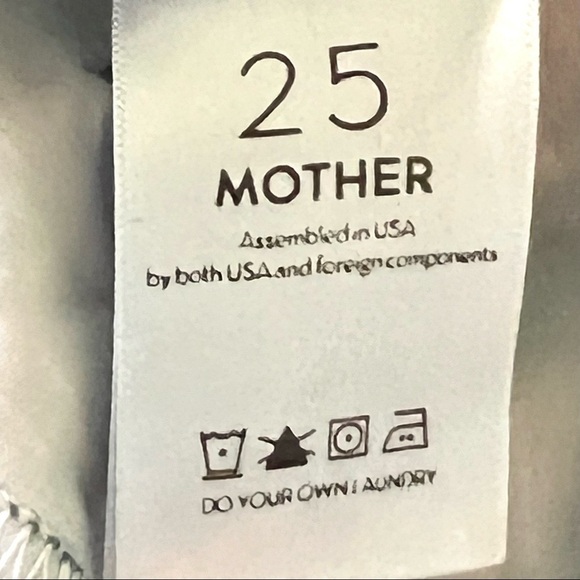 25
MOTHER
Assembled in USA
by both USA and foreign components
DO YOUR OWN LAUNDRY